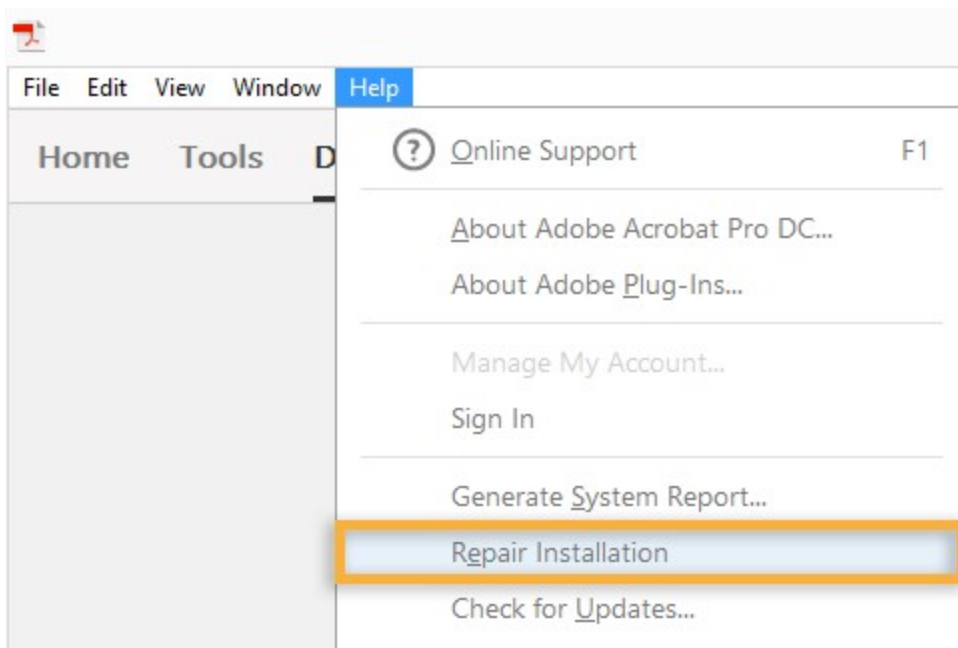 File Edit View Window Help
Home Tools D
? Online Support F1
About Adobe Acrobat Pro DC...
About Adobe Plug-Ins...
Manage My Account...
Sign In
Generate System Report...
Repair Installation
Check for Updates...